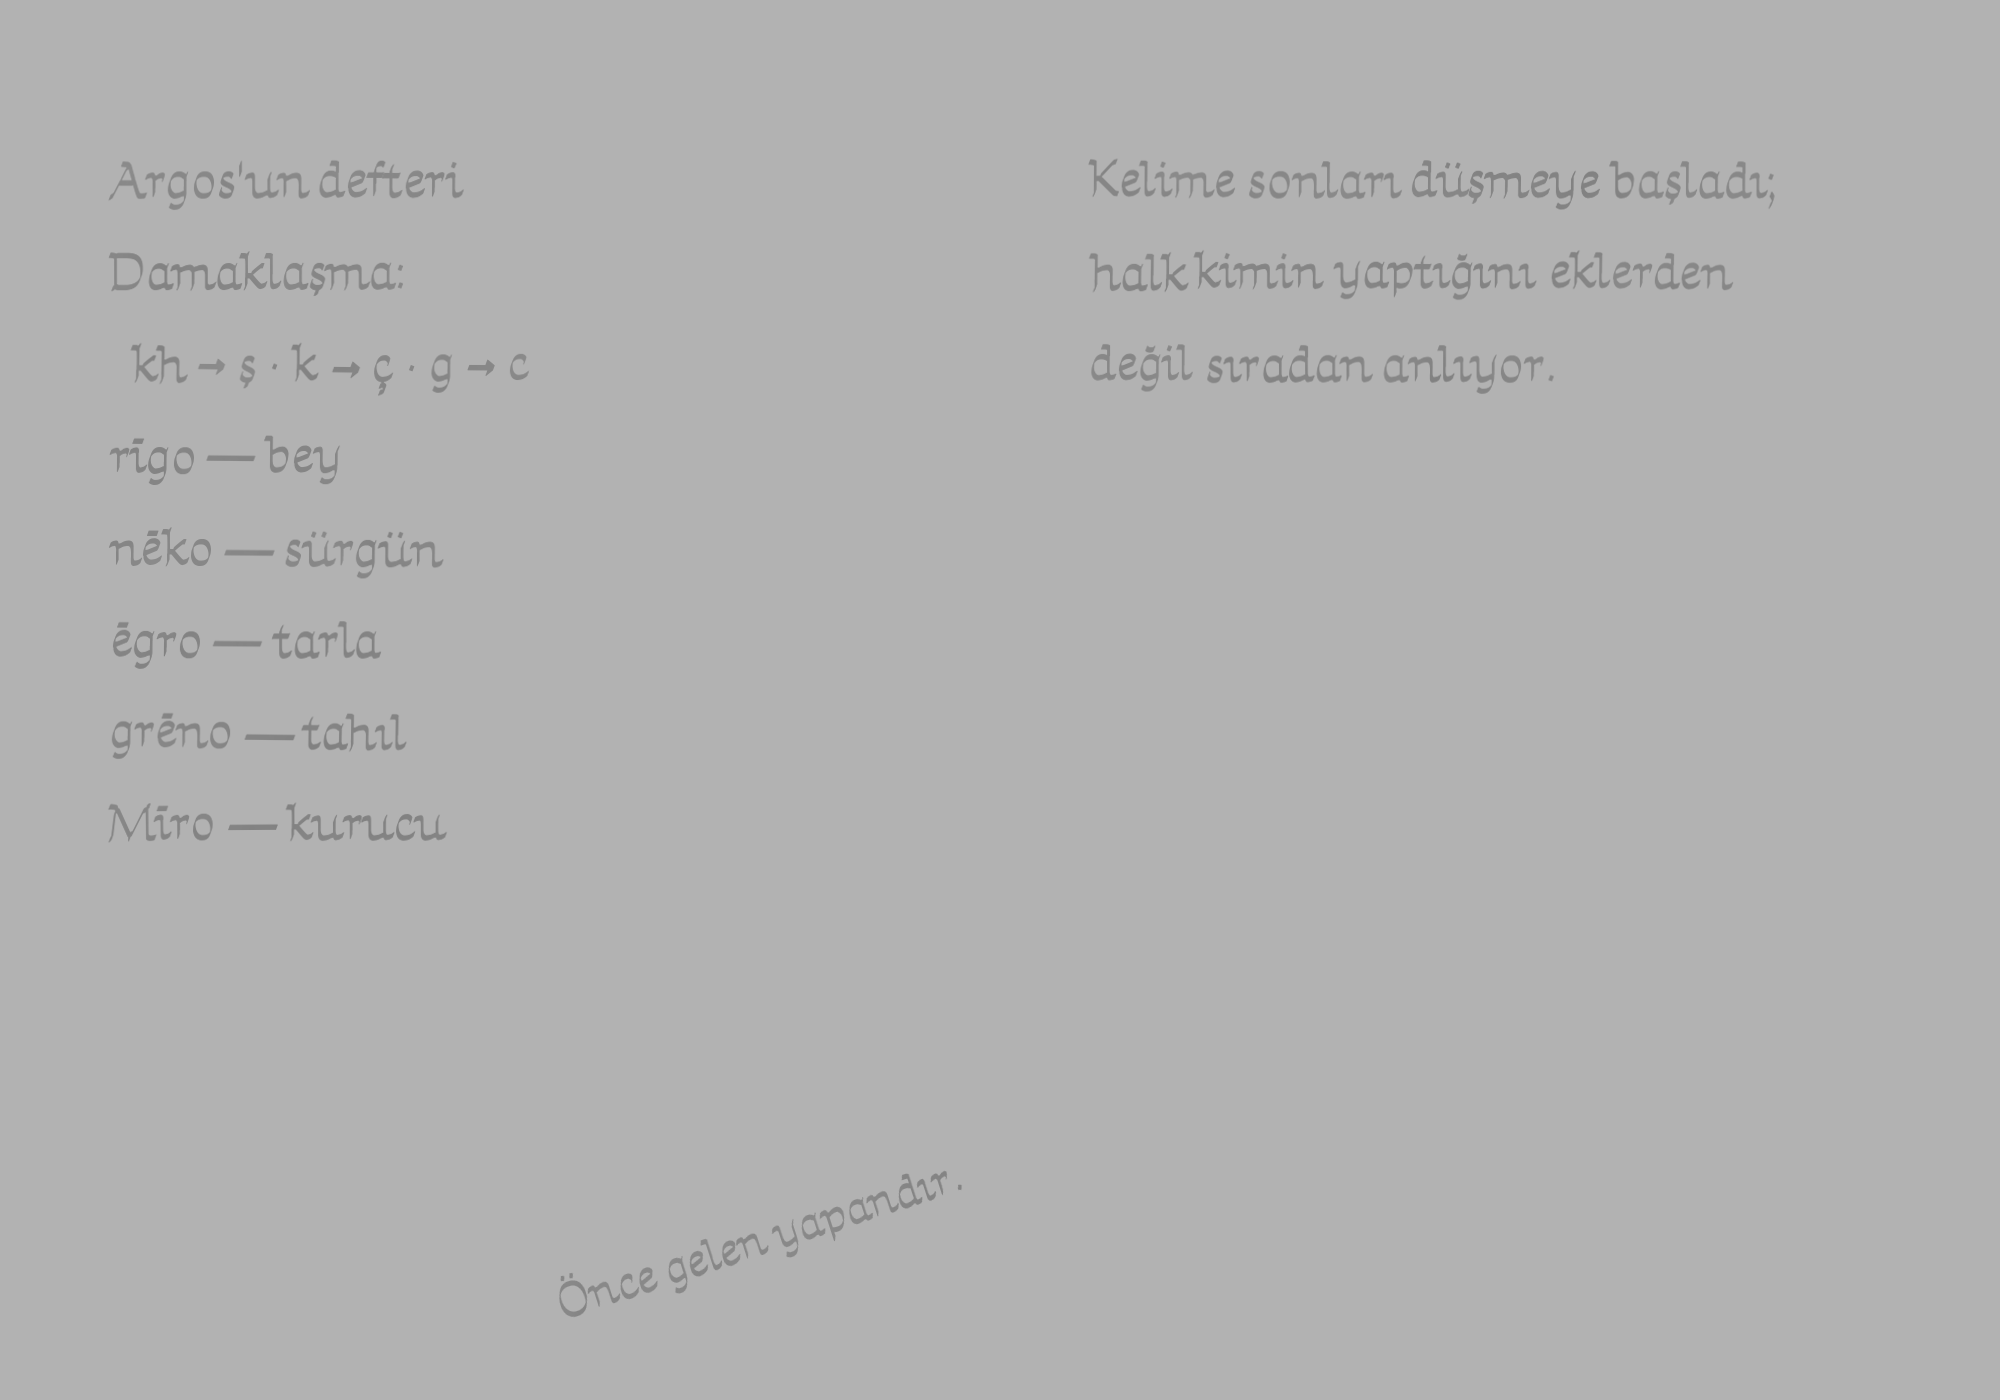 Argos'un defteri
Damaklaşma:
kh → ş · k → ç · g → c
rīgo — bey
nēko — sürgün
ēgro — tarla
grēno — tahıl
Mīro — kurucu
Kelime sonları düşmeye başladı;
halk kimin yaptığını eklerden
değil sıradan anlıyor.
Önce gelen yapandır.